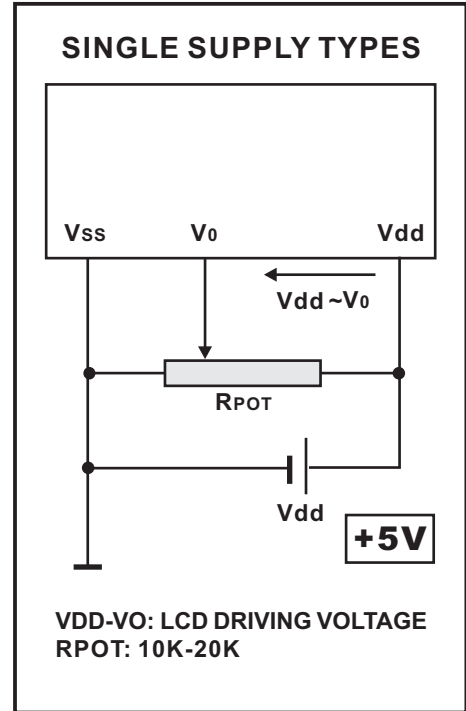 SINGLE SUPPLY TYPES
Vss V0 Vdd
Vdd ~V0
RPOT
Vdd
+5V
VDD-VO: LCD DRIVING VOLTAGE
RPOT: 10K-20K